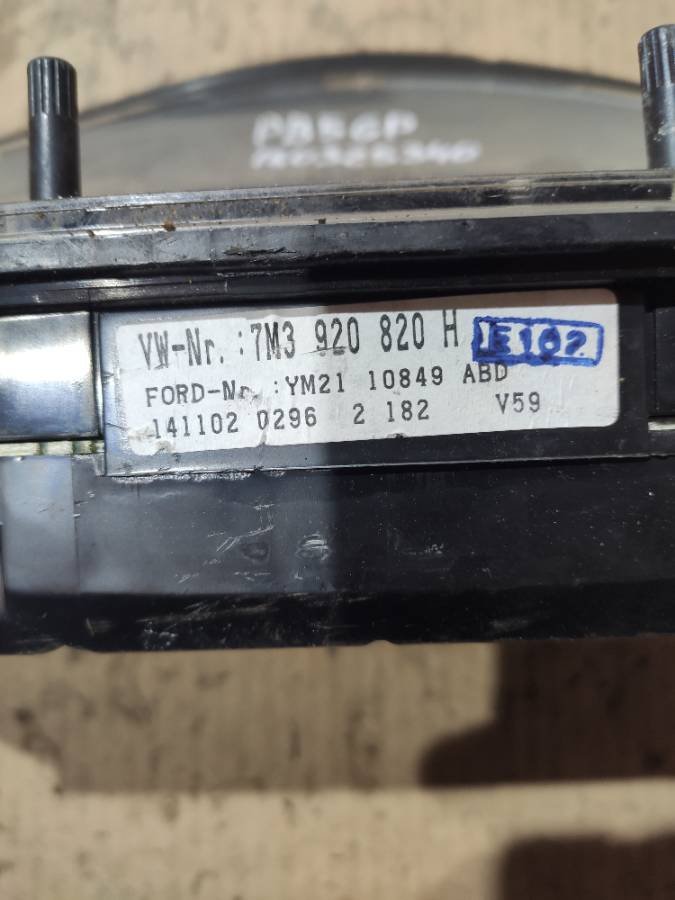 VW-Nr. :7M3 920 820 H
FORD-Nr. :YM21 10849 ABD
141102 0296 2 182 V59